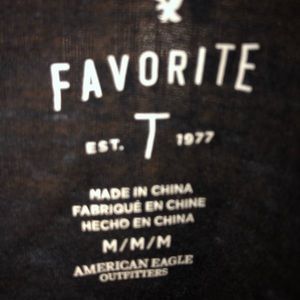 FAVORITE
EST. T 1977
MADE IN CHINA
FABRIQUÉ EN CHINE
HECHO EN CHINA
M/M/M
AMERICAN EAGLE
OUTFITTERS